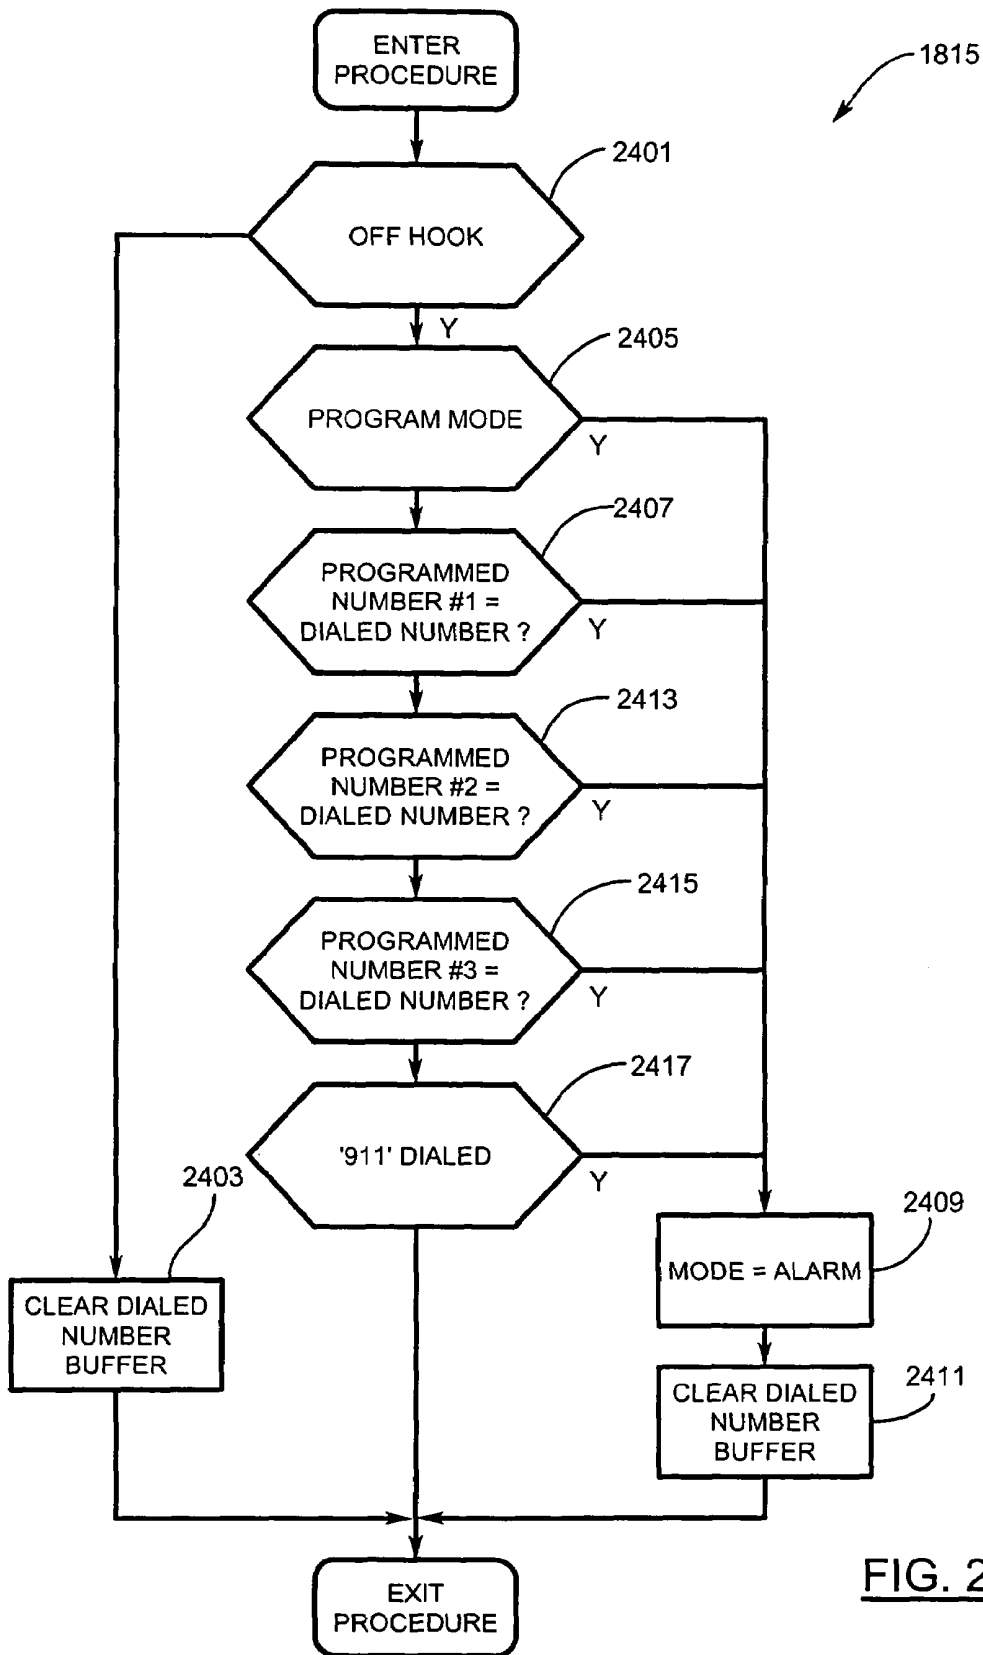 ENTER
PROCEDURE
1815
2401
OFF HOOK
Y
2405
PROGRAM MODE
Y
2407
PROGRAMMED
NUMBER #1 =
DIALED NUMBER ?
Y
2413
PROGRAMMED
NUMBER #2 =
DIALED NUMBER ?
Y
2415
PROGRAMMED
NUMBER #3 =
DIALED NUMBER ?
Y
2417
'911' DIALED
Y
2403
CLEAR DIALED
NUMBER
BUFFER
2409
MODE = ALARM
2411
CLEAR DIALED
NUMBER
BUFFER
EXIT
PROCEDURE
FIG. 2